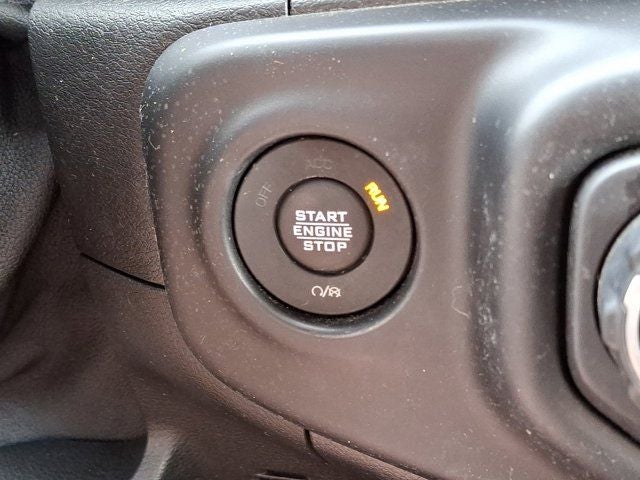 OFF
ACC
RUN
START
ENGINE
STOP